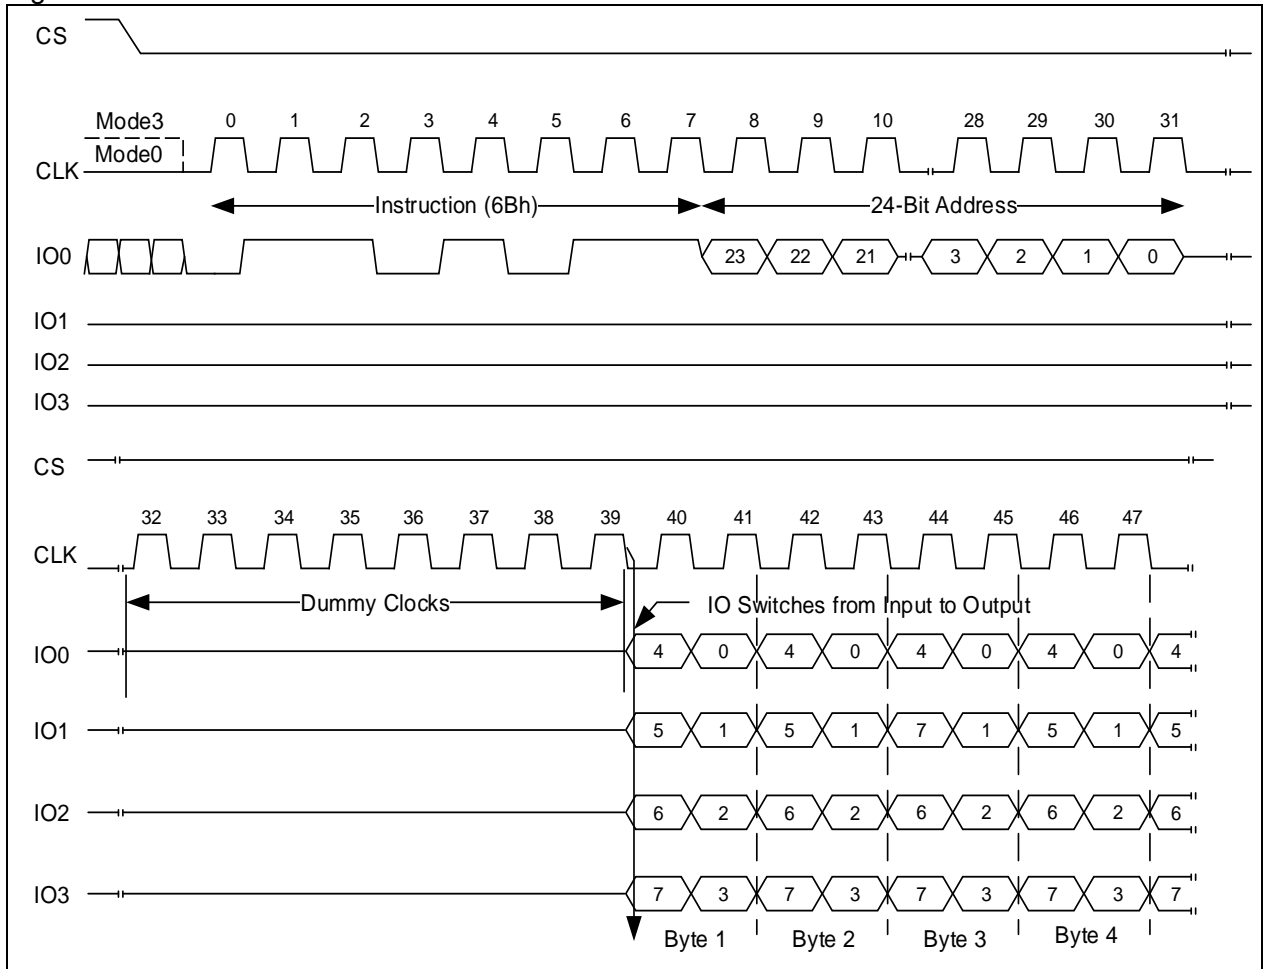 CS
Mode3 0 1 2 3 4 5 6 7 8 9 10 28 29 30 31
Mode0
CLK
Instruction (6Bh) 24-Bit Address
IO0 23 22 21 3 2 1 0
IO1
IO2
IO3
CS
32 33 34 35 36 37 38 39 40 41 42 43 44 45 46 47
CLK
Dummy Clocks IO Switches from Input to Output
IO0 4 0 4 0 4 0 4 0 4
IO1 5 1 5 1 7 1 5 1 5
IO2 6 2 6 2 6 2 6 2 6
IO3 7 3 7 3 7 3 7 3 7
Byte 1 Byte 2 Byte 3 Byte 4